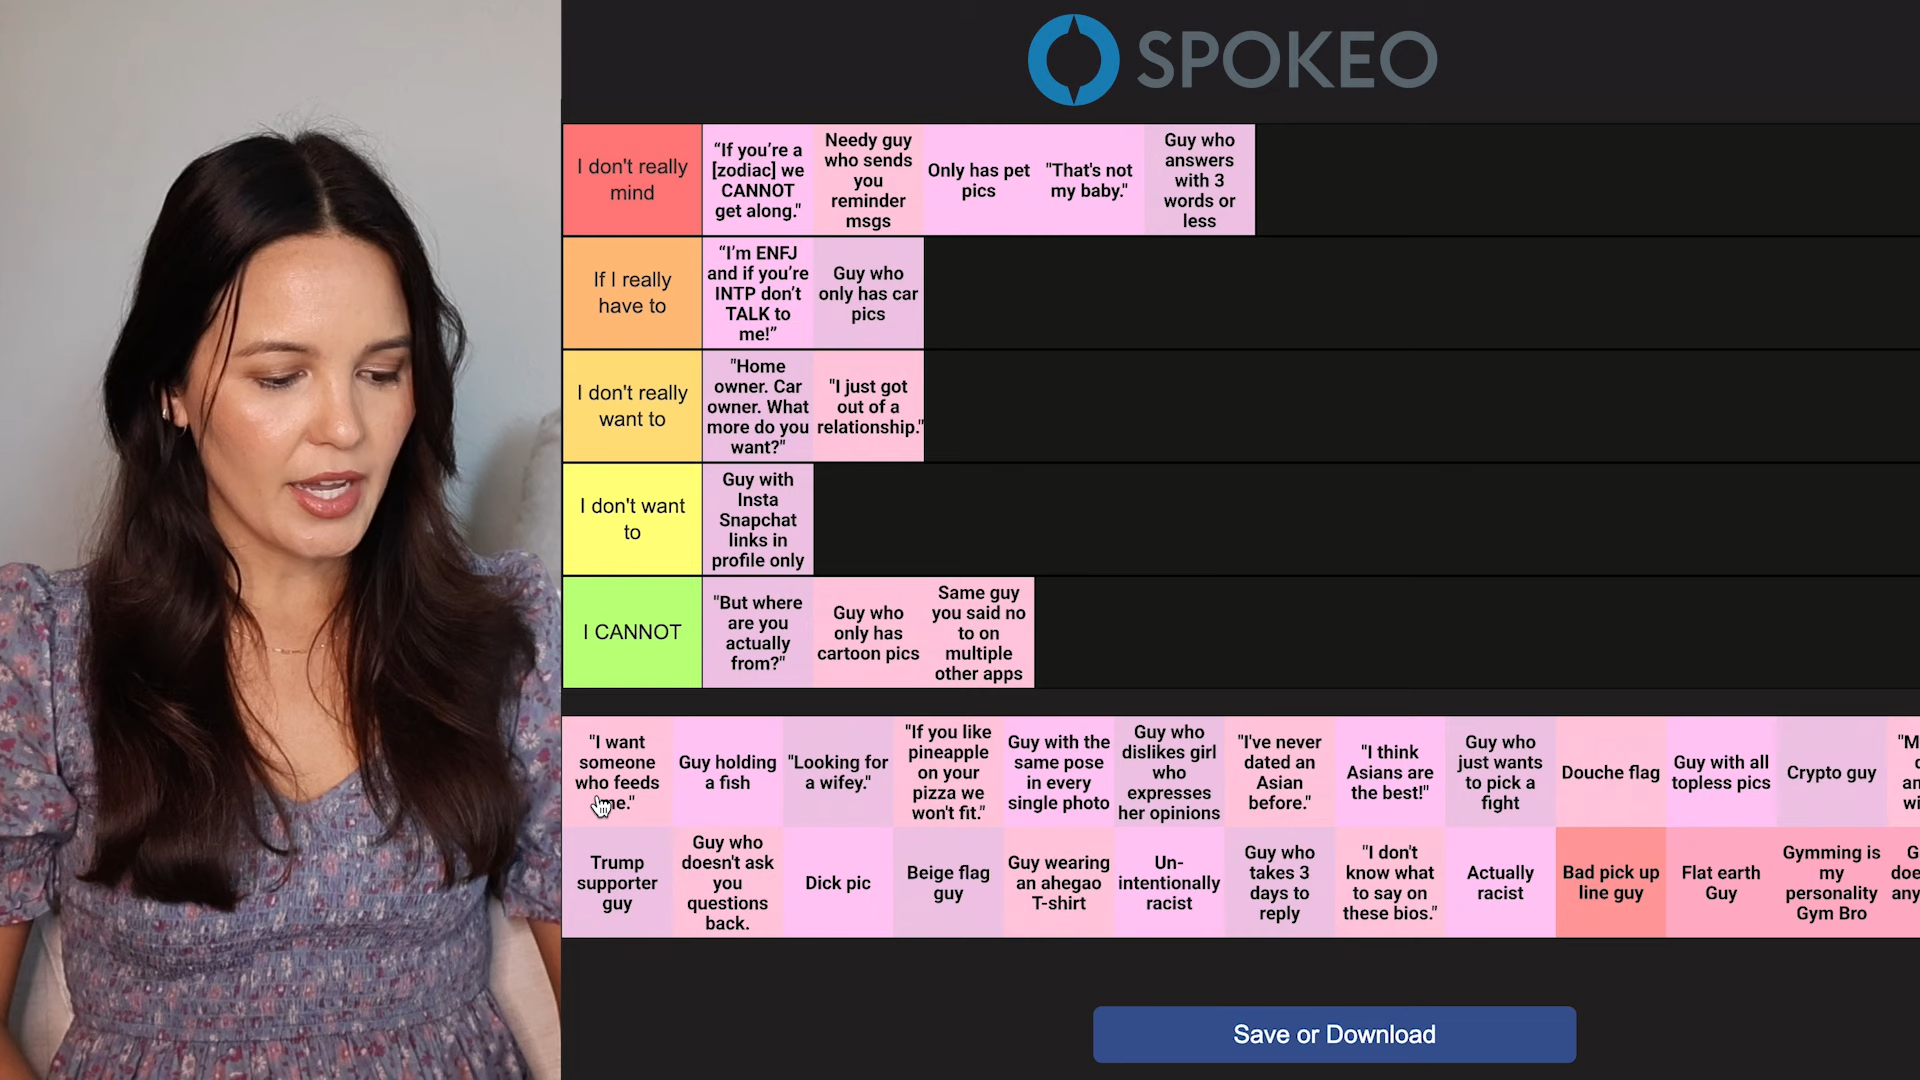 SPOKEO
I don't really
mind
“If you’re a
[zodiac] we
CANNOT
get along."
Needy guy
who sends
you
reminder
msgs
Only has pet
pics
"That's not
my baby."
Guy who
answers
with 3
words or
less
If I really
have to
“I’m ENFJ
and if you’re
INTP don’t
TALK to
me!”
Guy who
only has car
pics
I don't really
want to
"Home
owner. Car
owner. What
more do you
want?"
"I just got
out of a
relationship."
I don't want
to
Guy with
Insta
Snapchat
links in
profile only
I CANNOT
"But where
are you
actually
from?"
Guy who
only has
cartoon pics
Same guy
you said no
to on
multiple
other apps
"I want
someone
who feeds
me."
Guy holding
a fish
"Looking for
a wifey."
"If you like
pineapple
on your
pizza we
won't fit."
Guy with the
same pose
in every
single photo
Guy who
dislikes girl
who
expresses
her opinions
"I've never
dated an
Asian
before."
"I think
Asians are
the best!"
Guy who
just wants
to pick a
fight
Douche flag
Guy with all
topless pics
Crypto guy
Trump
supporter
guy
Guy who
doesn't ask
you
questions
back.
Dick pic
Beige flag
guy
Guy wearing
an ahegao
T-shirt
Un-
intentionally
racist
Guy who
takes 3
days to
reply
"I don't
know what
to say on
these bios."
Actually
racist
Bad pick up
line guy
Flat earth
Guy
Gymming is
my
personality
Gym Bro
Save or Download